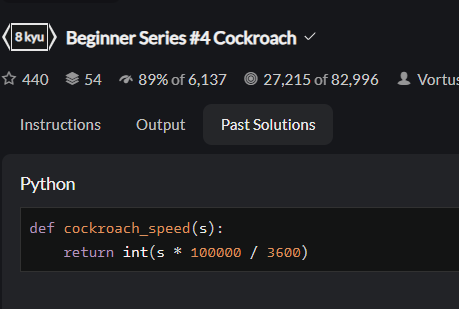 8 kyu Beginner Series #4 Cockroach
440 54 89% of 6,137 27,215 of 82,996 Vortus
Instructions Output Past Solutions
Python
def cockroach_speed(s):
    return int(s * 100000 / 3600)